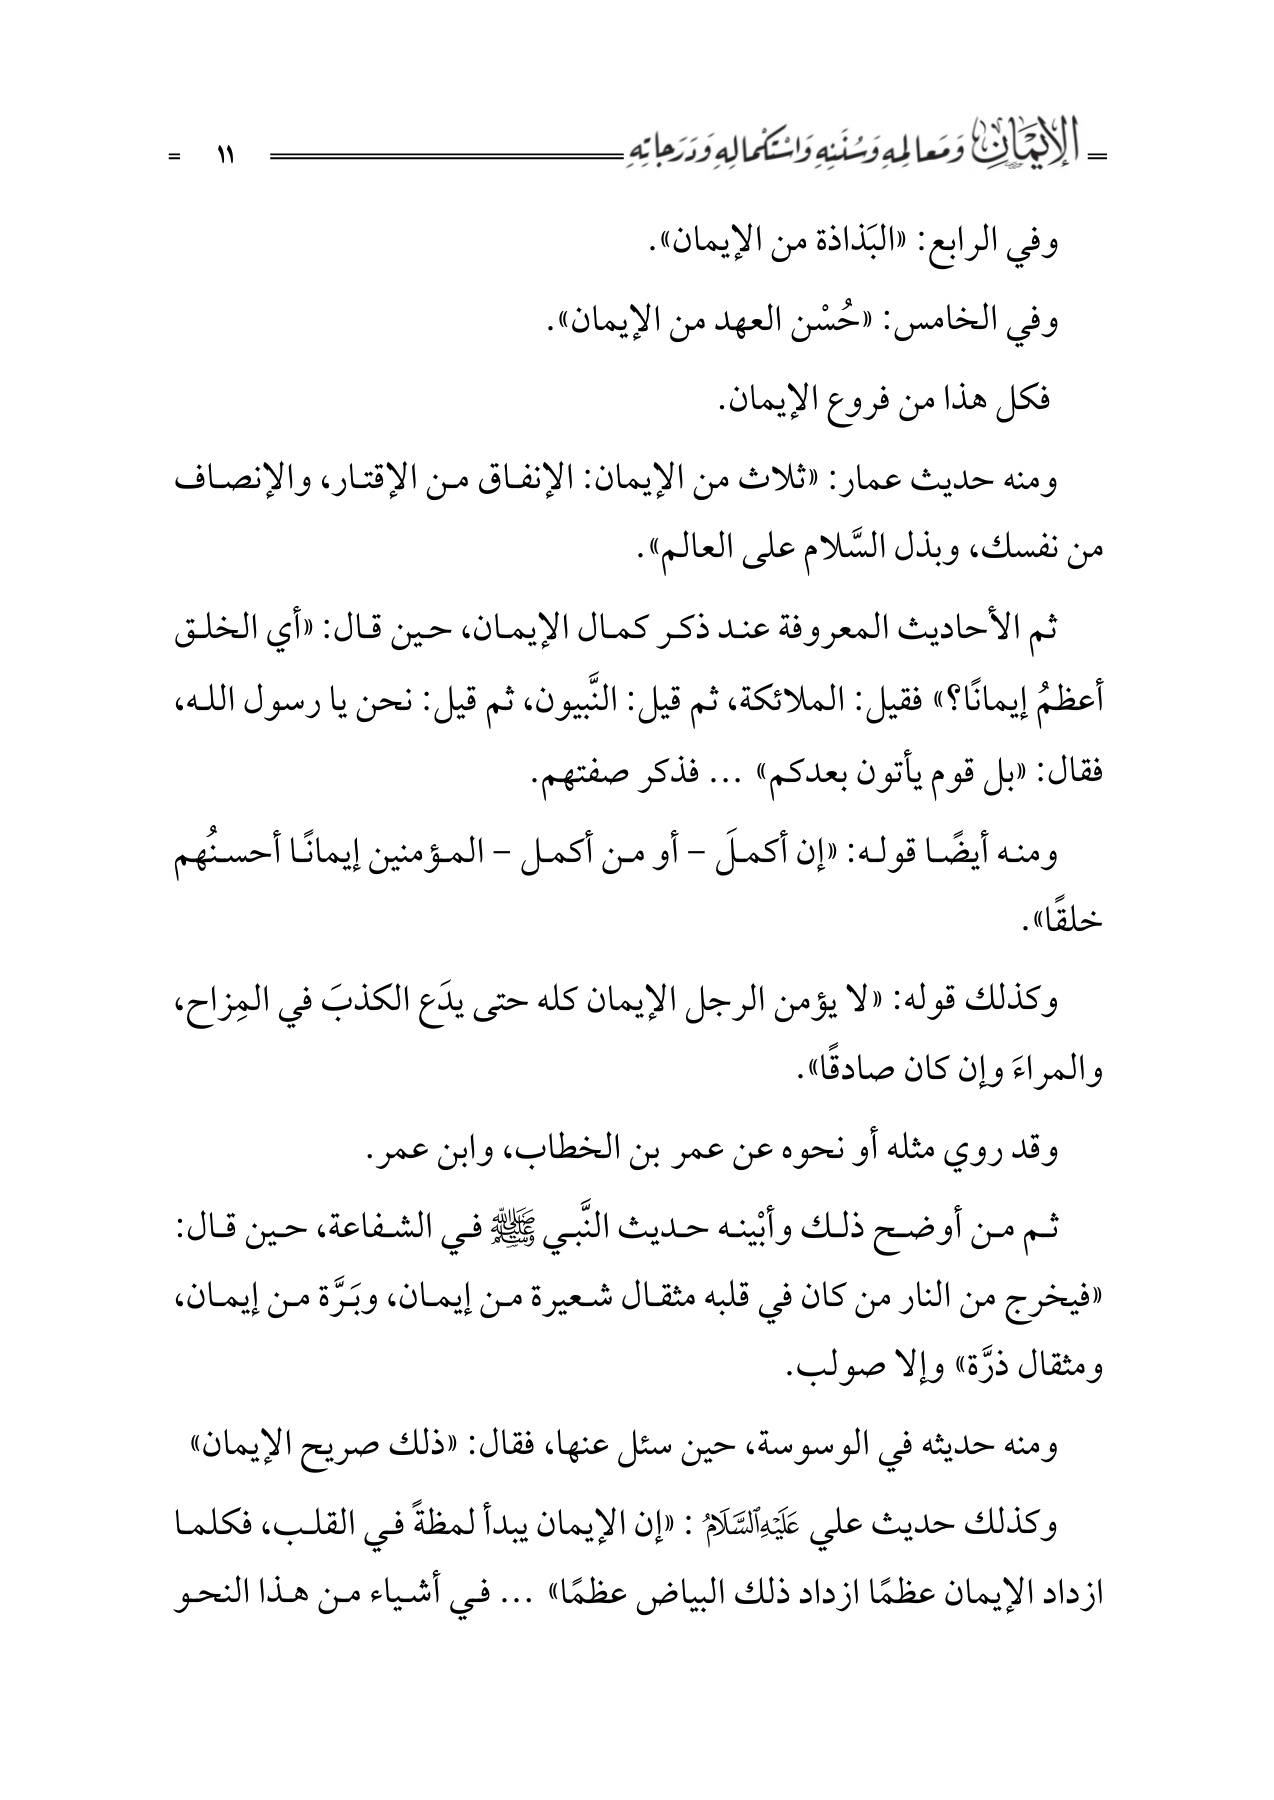 الإِيْمَانِ وَمَعالِمِهِ وَسُنَنِهِ وَاسْتِكْمالِهِ وَدَرَجاتِهِ ١١
وفي الرابع: «البَذاذة من الإيمان».
وفي الخامس: «حُسْن العهد من الإيمان».
فكل هذا من فروع الإيمان.
ومنه حديث عمار: «ثلاث من الإيمان: الإنفاق من الإقتار، والإنصاف
من نفسك، وبذل السَّلام على العالم».
ثم الأحاديث المعروفة عند ذكر كمال الإيمان، حين قال: «أي الخلق
أعظمُ إيمانًا؟» فقيل: الملائكة، ثم قيل: النَّبيون، ثم قيل: نحن يا رسول الله،
فقال: «بل قوم يأتون بعدكم» ... فذكر صفتهم.
ومنه أيضًا قوله: «إن أكملَ – أو من أكمل – المؤمنين إيمانًا أحسنُهم
خلقًا».
وكذلك قوله: «لا يؤمن الرجل الإيمان كله حتى يدَع الكذبَ في المِزاح،
والمراءَ وإن كان صادقًا».
وقد روي مثله أو نحوه عن عمر بن الخطاب، وابن عمر.
ثم من أوضح ذلك وأبْينه حديث النَّبي ﷺ في الشفاعة، حين قال:
«فيخرج من النار من كان في قلبه مثقال شعيرة من إيمان، وبَرَّة من إيمان،
ومثقال ذرَّة» وإلا صولب.
ومنه حديثه في الوسوسة، حين سئل عنها، فقال: «ذلك صريح الإيمان»
وكذلك حديث علي عَلَيْهِ ٱلسَّلَامُ : «إن الإيمان يبدأ لمظةً في القلب، فكلما
ازداد الإيمان عظمًا ازداد ذلك البياض عظمًا» ... في أشياء من هذا النحو